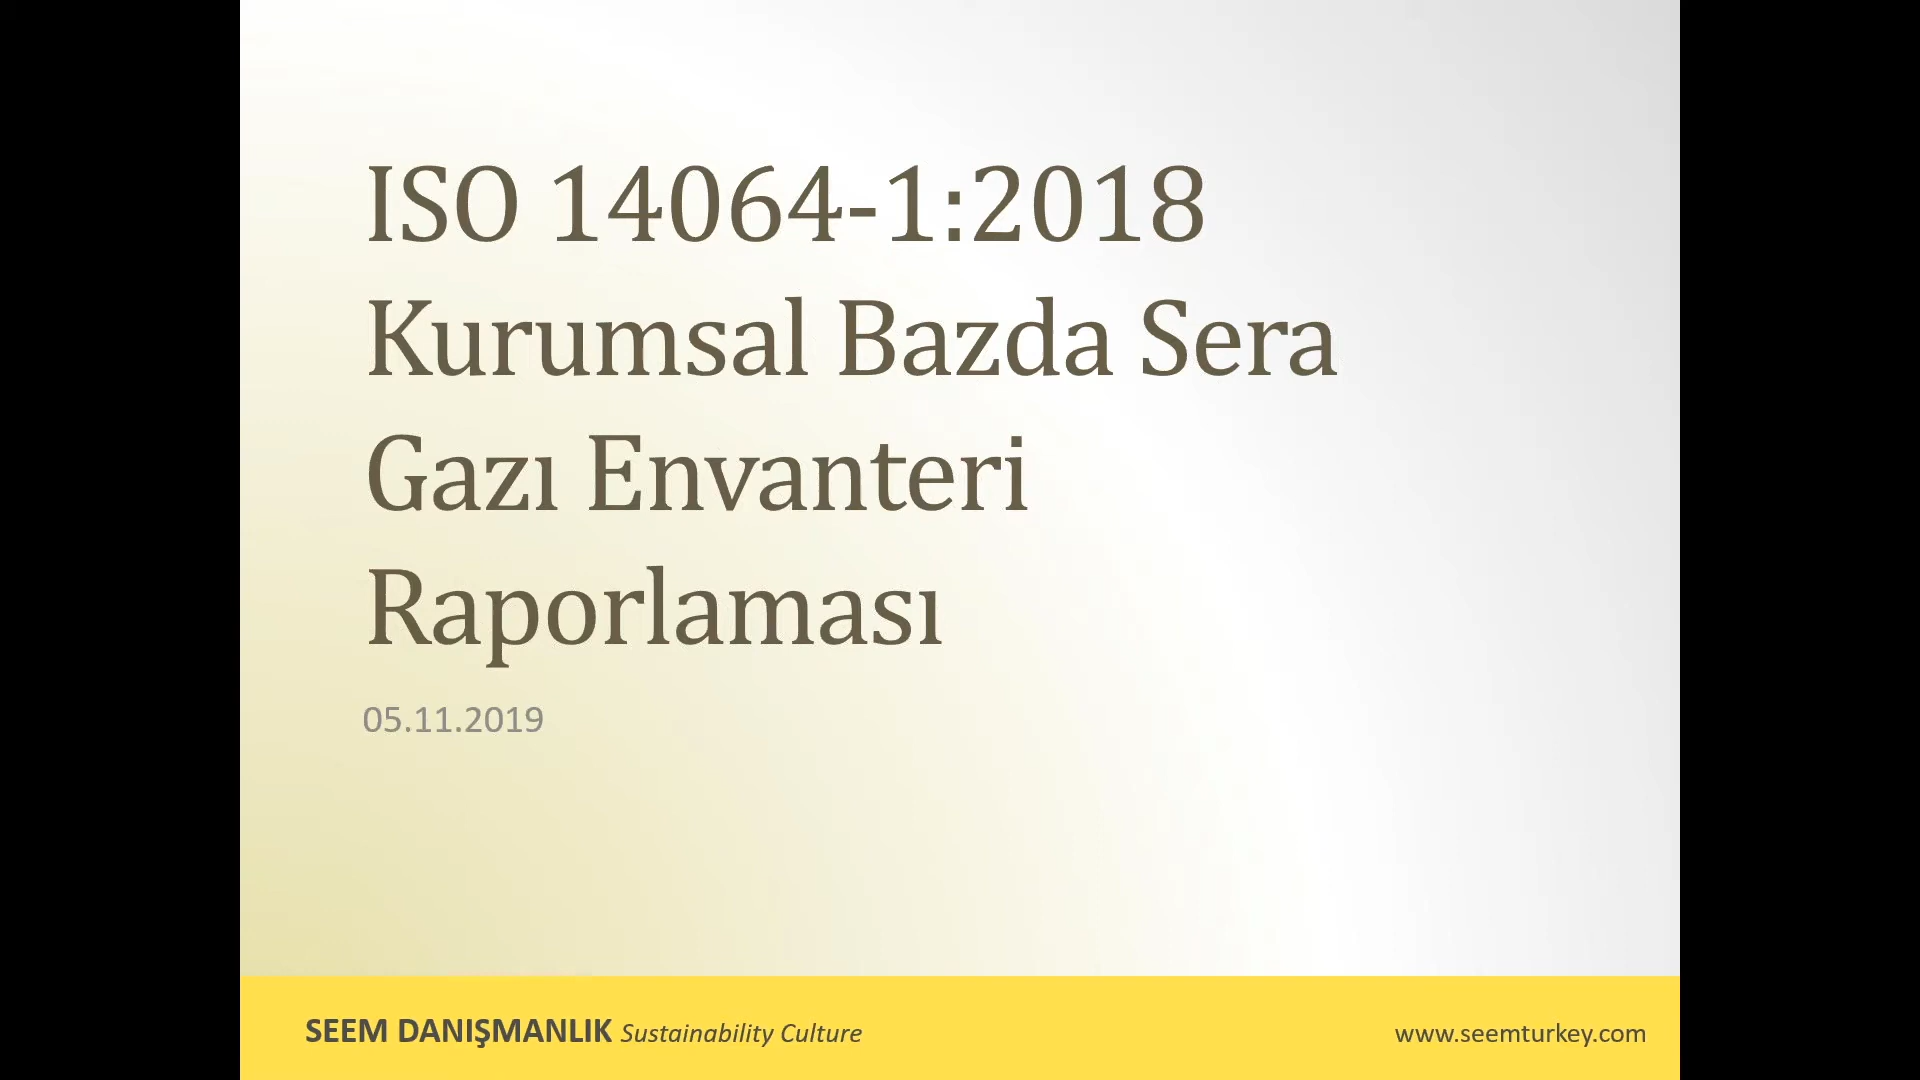 ISO 14064-1:2018
Kurumsal Bazda Sera
Gazı Envanteri
Raporlaması
05.11.2019
SEEM DANIŞMANLIK Sustainability Culture
www.seemturkey.com